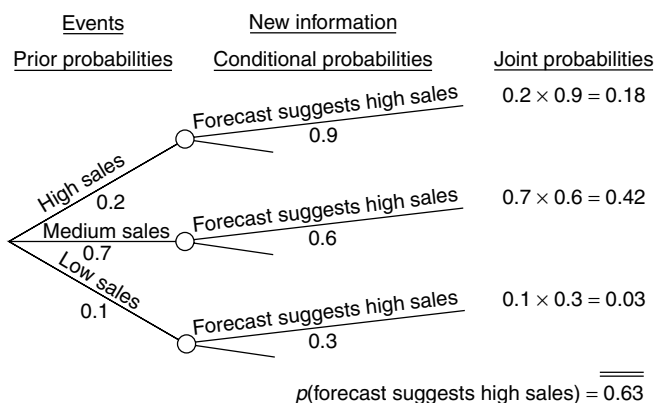 Events New information
Prior probabilities Conditional probabilities Joint probabilities
Forecast suggests high sales 0.2 × 0.9 = 0.18
0.9
High sales
0.2
Forecast suggests high sales 0.7 × 0.6 = 0.42
Medium sales 0.6
0.7
Low sales
0.1
Forecast suggests high sales 0.1 × 0.3 = 0.03
0.3
p(forecast suggests high sales) = 0.63